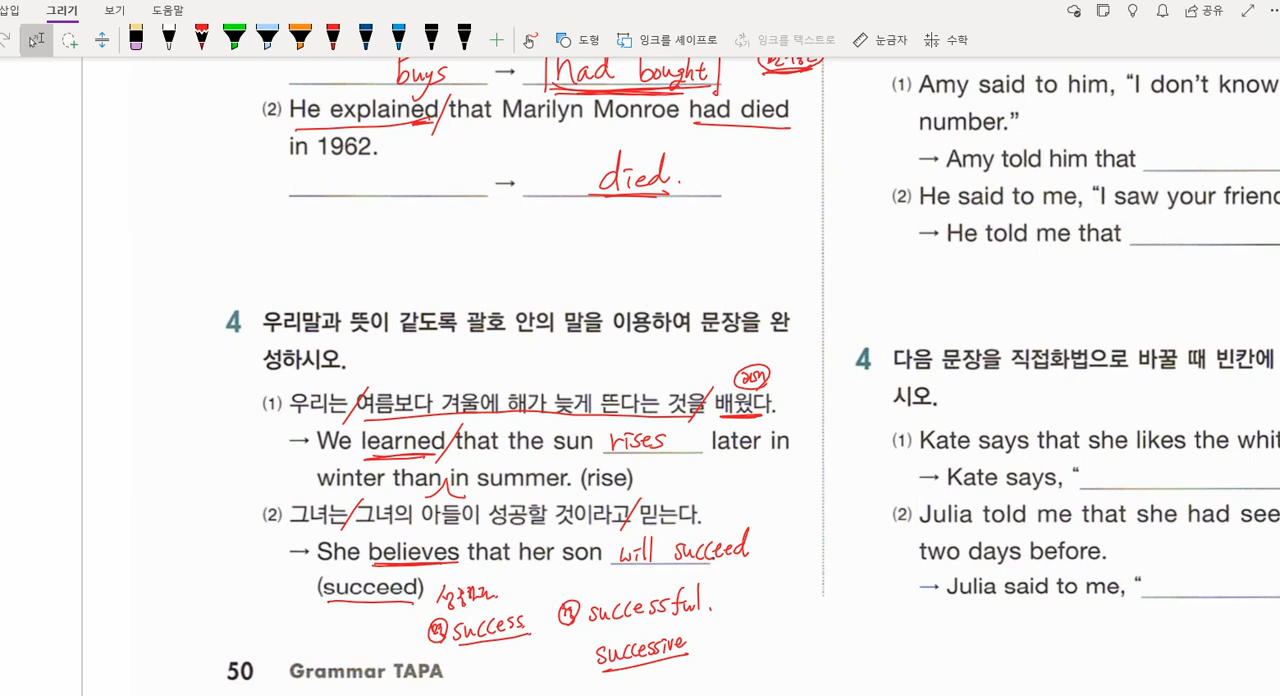 삽입 그리기 보기 도움말 공유
도형 잉크를 셰이프로 잉크를 텍스트로 눈금자 수학
buys → had bought
(2) He explained that Marilyn Monroe had died
in 1962.
→ died.
4 우리말과 뜻이 같도록 괄호 안의 말을 이용하여 문장을 완
성하시오.
(1) 우리는 여름보다 겨울에 해가 늦게 뜬다는 것을 배웠다.
→ We learned that the sun rises later in
winter than in summer. (rise)
(2) 그녀는 그녀의 아들이 성공할 것이라고 믿는다.
→ She believes that her son will succeed
(succeed) 성공하다.
명 success 형 successful.
successive
50 Grammar TAPA
(1) Amy said to him, “I don’t know
number.”
→ Amy told him that
(2) He said to me, “I saw your friend
→ He told me that
4 다음 문장을 직접화법으로 바꿀 때 빈칸에
시오.
(1) Kate says that she likes the whit
→ Kate says, “
(2) Julia told me that she had see
two days before.
→ Julia said to me, “